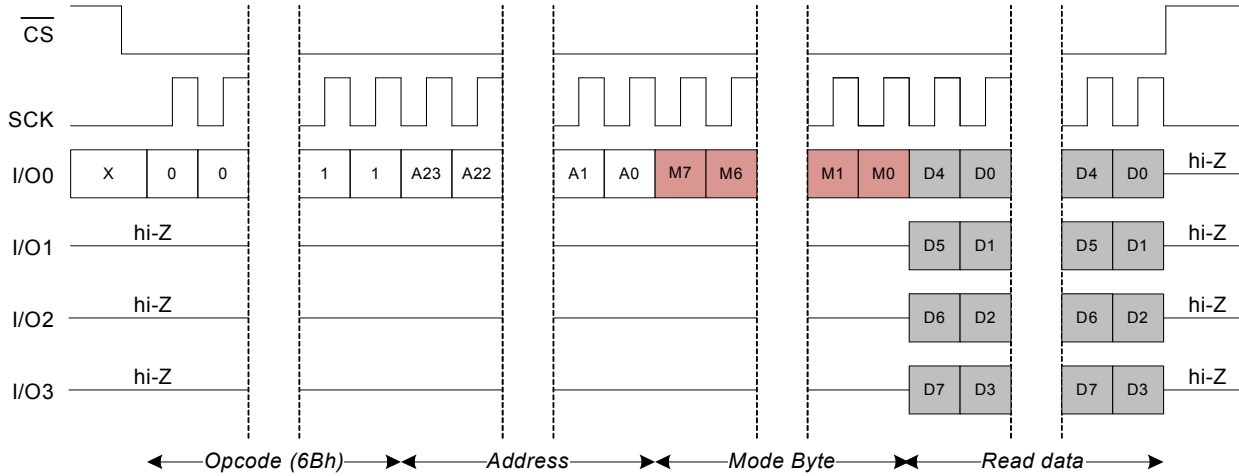 CS
SCK
I/O0 X 0 0 1 1 A23 A22 A1 A0 M7 M6 M1 M0 D4 D0 D4 D0 hi-Z
I/O1 hi-Z D5 D1 D5 D1 hi-Z
I/O2 hi-Z D6 D2 D6 D2 hi-Z
I/O3 hi-Z D7 D3 D7 D3 hi-Z
Opcode (6Bh) Address Mode Byte Read data